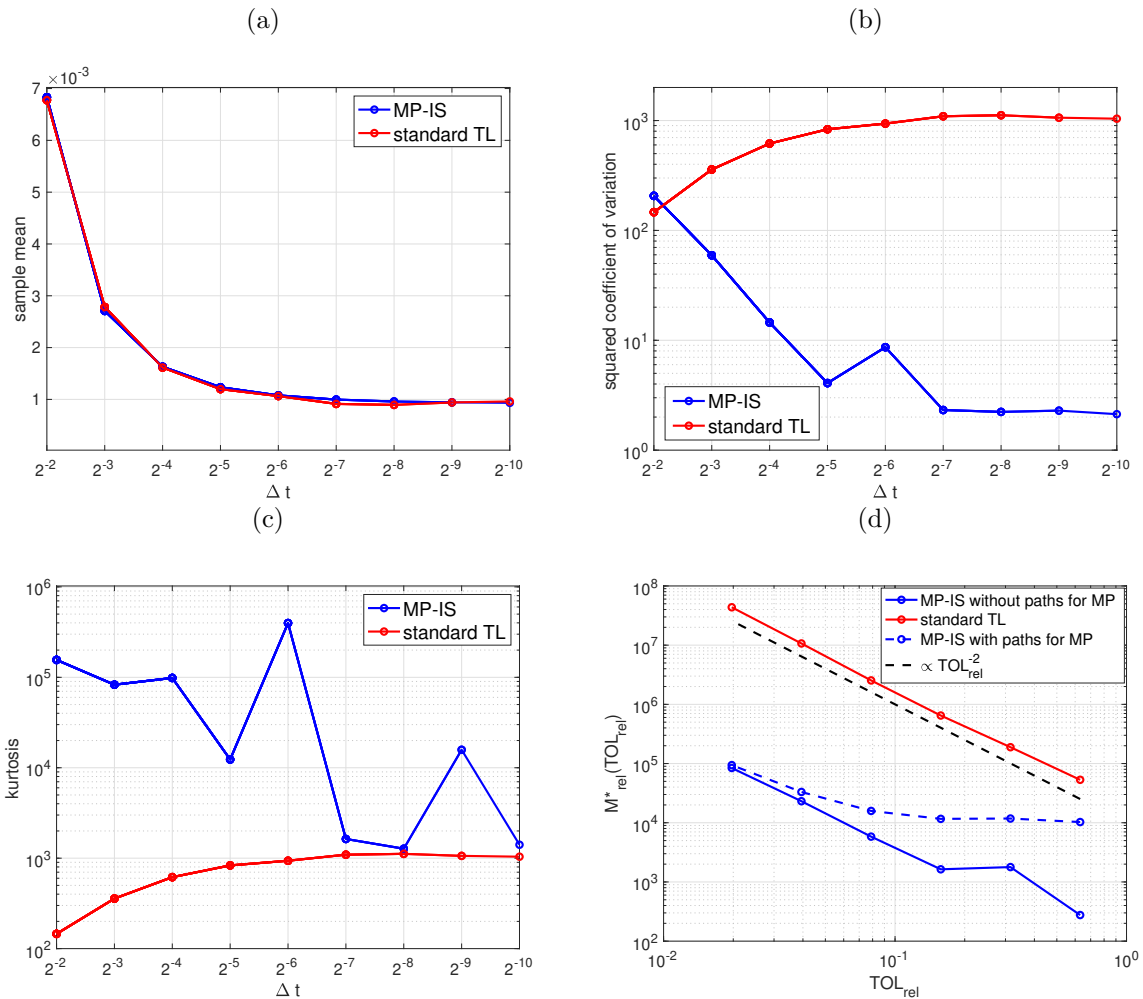 (a)
×10⁻³
7
6
5
4
3
2
1
sample mean
MP-IS
standard TL
2⁻² 2⁻³ 2⁻⁴ 2⁻⁵ 2⁻⁶ 2⁻⁷ 2⁻⁸ 2⁻⁹ 2⁻¹⁰
Δ t
(b)
10³
10²
10¹
10⁰
squared coefficient of variation
MP-IS
standard TL
2⁻² 2⁻³ 2⁻⁴ 2⁻⁵ 2⁻⁶ 2⁻⁷ 2⁻⁸ 2⁻⁹ 2⁻¹⁰
Δ t
(c)
10⁶
10⁵
10⁴
10³
10²
kurtosis
MP-IS
standard TL
2⁻² 2⁻³ 2⁻⁴ 2⁻⁵ 2⁻⁶ 2⁻⁷ 2⁻⁸ 2⁻⁹ 2⁻¹⁰
Δ t
(d)
10⁸
10⁷
10⁶
10⁵
10⁴
10³
10²
M*rel(TOLrel)
MP-IS without paths for MP
standard TL
MP-IS with paths for MP
∝ TOLrel⁻²
10⁻² 10⁻¹ 10⁰
TOLrel